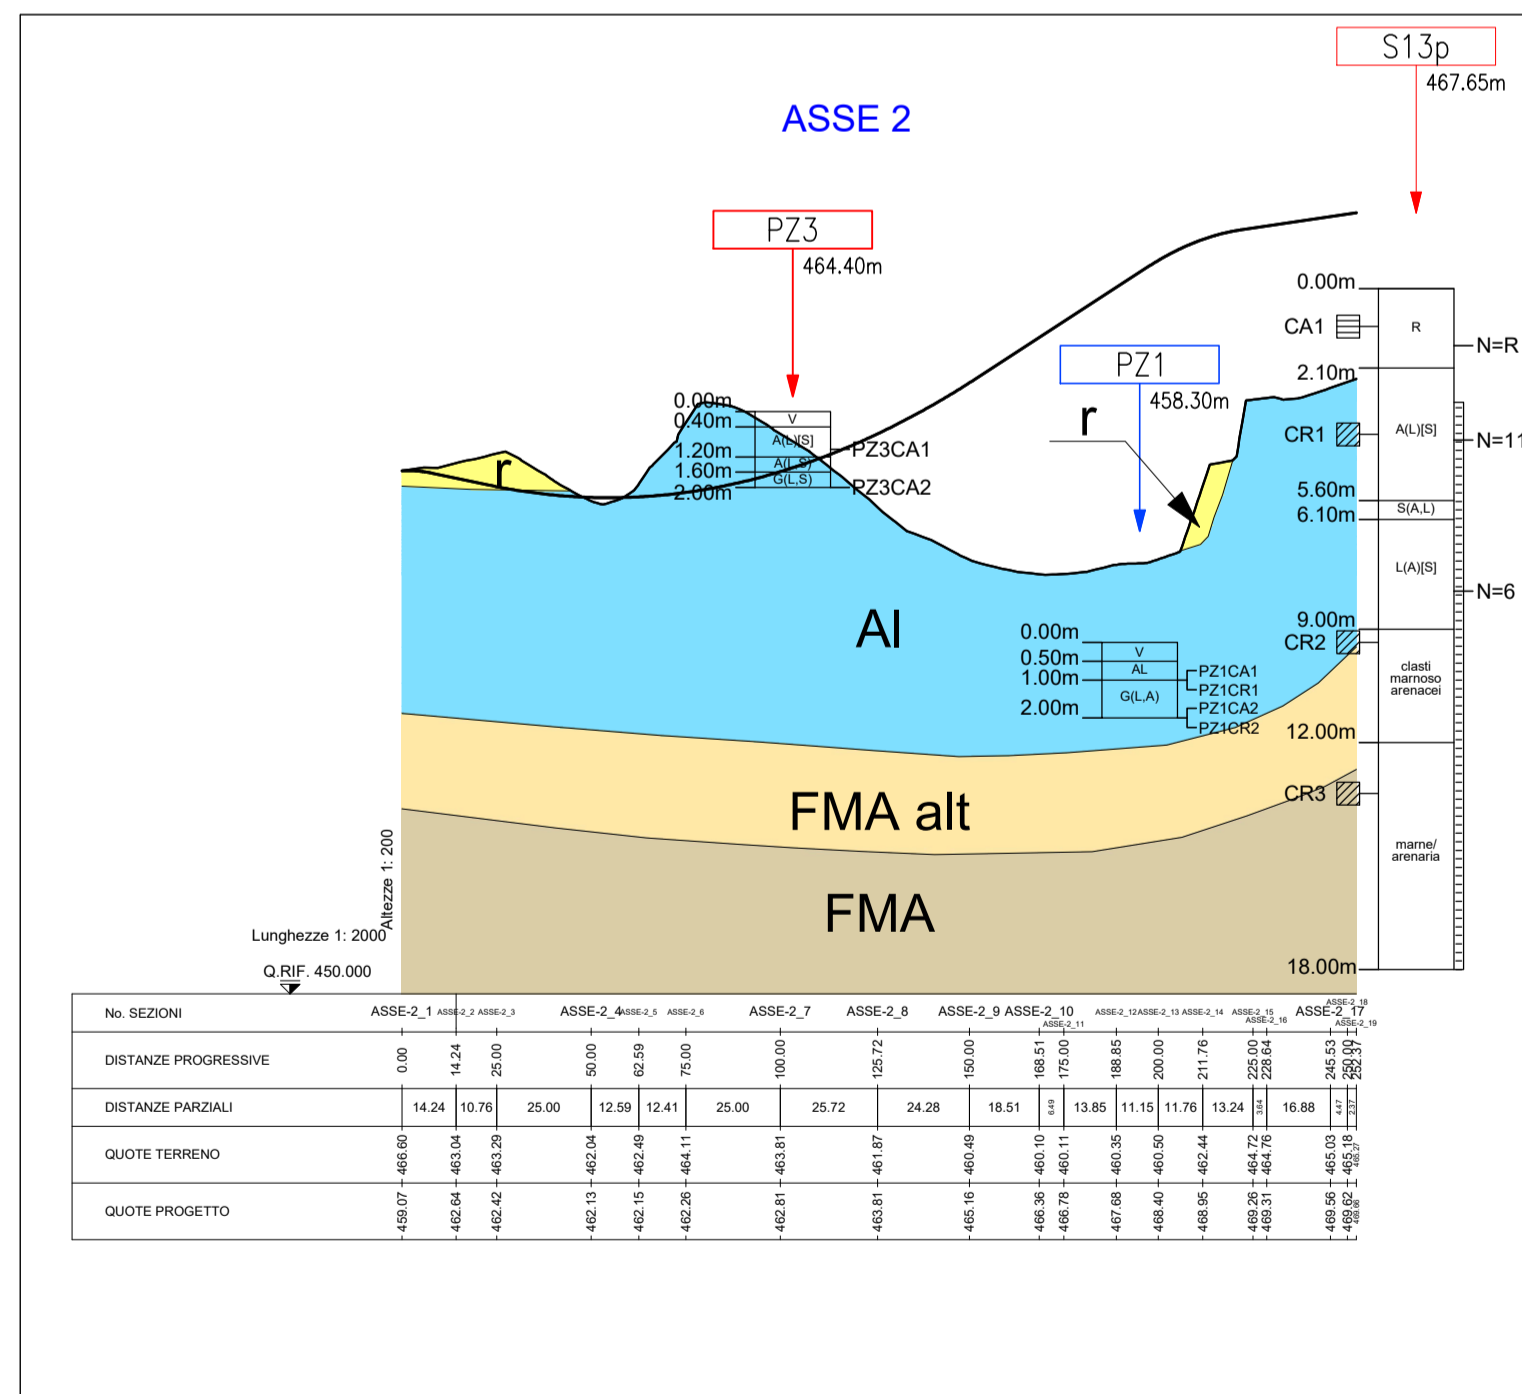 S13p
467.65m
ASSE 2
PZ3
464.40m
0.00m
CA1
R
N=R
PZ1
2.10m
458.30m
0.00m
0.40m
V
r
A(L)[S]
CR1
A(L)[S]
N=11
1.20m
PZ3CA1
r
A(L,S)
1.60m
G(L,S)
2.00m
PZ3CA2
5.60m
S(A,L)
6.10m
L(A)[S]
N=6
Al
9.00m
0.00m
V
CR2
0.50m
AL
PZ1CA1
clasti
marnoso
arenacei
1.00m
PZ1CR1
G(L,A)
2.00m
PZ1CA2
PZ1CR2
12.00m
FMA alt
CR3
marne/
arenaria
FMA
Altezze 1: 200
Lunghezze 1: 2000
Q.RIF. 450.000
18.00m
No. SEZIONI ASSE-2_1 ASSE-2_2 ASSE-2_3 ASSE-2_4 ASSE-2_5 ASSE-2_6 ASSE-2_7 ASSE-2_8 ASSE-2_9 ASSE-2_10 ASSE-2_11 ASSE-2_12 ASSE-2_13 ASSE-2_14 ASSE-2_15 ASSE-2_16 ASSE-2_17 ASSE-2_18 ASSE-2_19
DISTANZE PROGRESSIVE 0.00 14.24 25.00 50.00 62.59 75.00 100.00 125.72 150.00 168.51 175.00 188.85 200.00 211.76 225.00 228.64 245.53 250.00 252.37
DISTANZE PARZIALI 14.24 10.76 25.00 12.59 12.41 25.00 25.72 24.28 18.51 6.49 13.85 11.15 11.76 13.24 3.64 16.88 4.47 2.37
QUOTE TERRENO 466.60 463.04 463.29 462.04 462.49 464.11 463.81 461.87 460.49 460.10 460.11 460.35 460.50 462.44 464.72 464.76 465.03 465.18 465.27
QUOTE PROGETTO 459.07 462.64 462.42 462.13 462.15 462.26 462.81 463.81 465.16 466.36 466.78 467.68 468.40 468.95 469.26 469.31 469.56 469.62 469.66